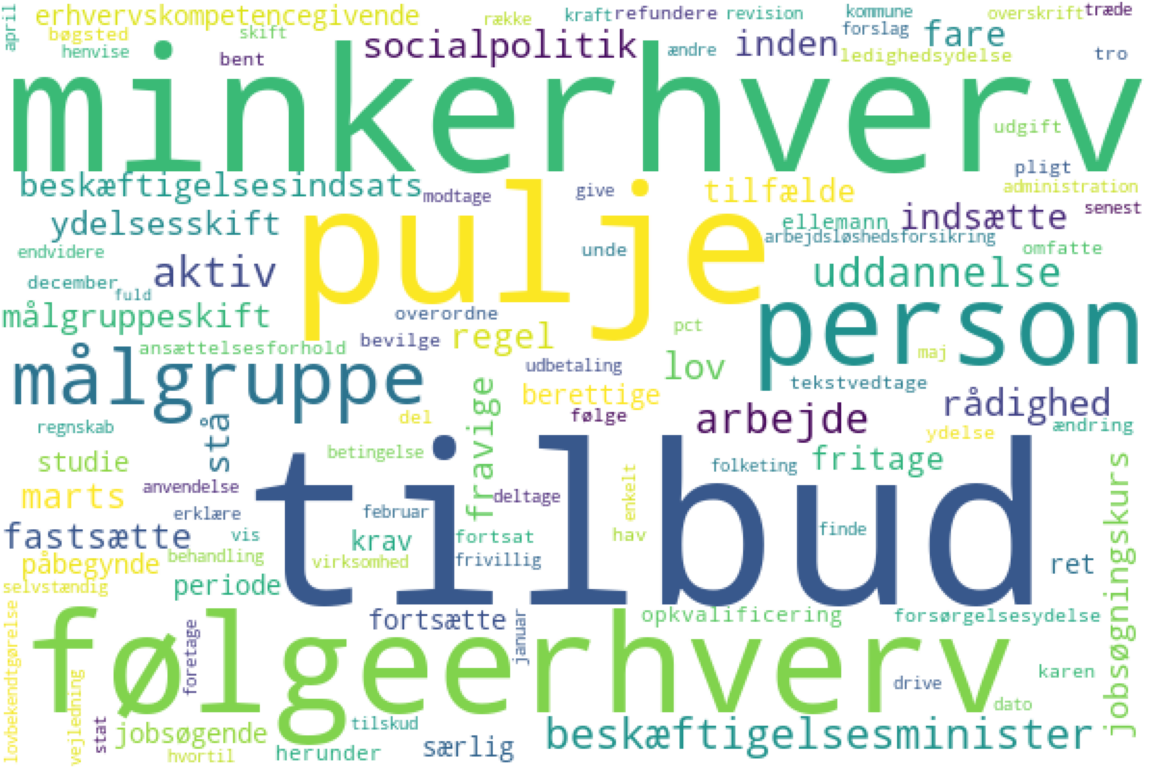 april
erhvervskompetencegivende
bøgsted
henvise
skift
bent
række
kraft
refundere
revision
kommune
forslag
overskrift
træde
socialpolitik
ændre
inden
fare
ledighedsydelse
tro
minkerhverv
udgift
pligt
beskæftigelsesindsats
modtage
give
tilfælde
administration
senest
ydelsesskift
pulje
ellemann
indsætte
arbejdsløshedsforsikring
endvidere
unde
omfatte
aktiv
december
fuld
uddannelse
målgruppeskift
overordne
person
pct
regel
bevilge
ansættelsesforhold
maj
målgruppe
udbetaling
lov
tekstvedtage
berettige
rådighed
del
følge
arbejde
regnskab
stå
ydelse
ændring
fravige
studie
betingelse
folketing
fritage
jobsøgningskurs
marts
anvendelse
deltage
enkelt
tilbud
erklære
februar
fastsætte
vis
krav
fortsat
hav
finde
behandling
påbegynde
virksomhed
frivillig
ret
selvstændig
periode
lovbekendtgørelse
følgeerhverv
foretage
fortsætte
januar
opkvalificering
forsørgelsesydelse
karen
vejledning
drive
dato
stat
jobsøgende
tilskud
hvortil
herunder
særlig
beskæftigelsesminister